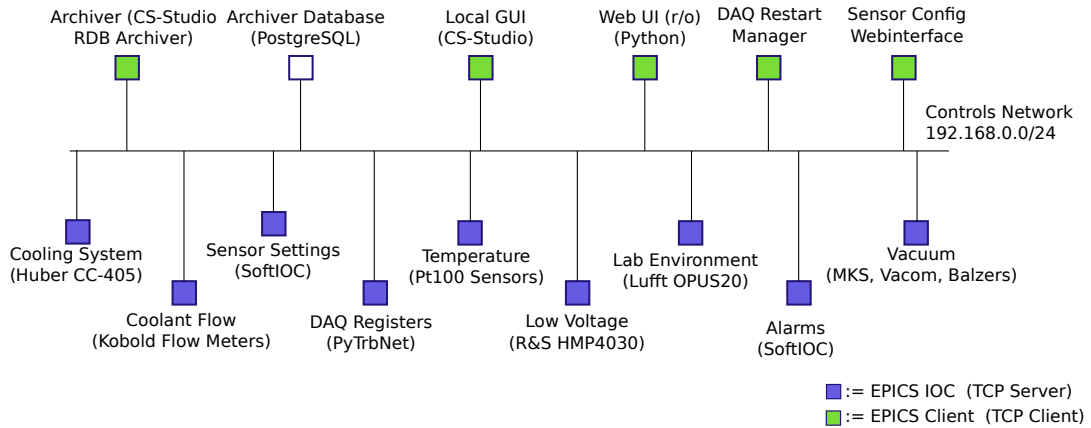 Archiver (CS-Studio
RDB Archiver)
Archiver Database
(PostgreSQL)
Local GUI
(CS-Studio)
Web UI (r/o)
(Python)
DAQ Restart
Manager
Sensor Config
Webinterface
Controls Network
192.168.0.0/24
Cooling System
(Huber CC-405)
Coolant Flow
(Kobold Flow Meters)
Sensor Settings
(SoftIOC)
DAQ Registers
(PyTrbNet)
Temperature
(Pt100 Sensors)
Low Voltage
(R&S HMP4030)
Lab Environment
(Lufft OPUS20)
Alarms
(SoftIOC)
Vacuum
(MKS, Vacom, Balzers)
:= EPICS IOC (TCP Server)
:= EPICS Client (TCP Client)